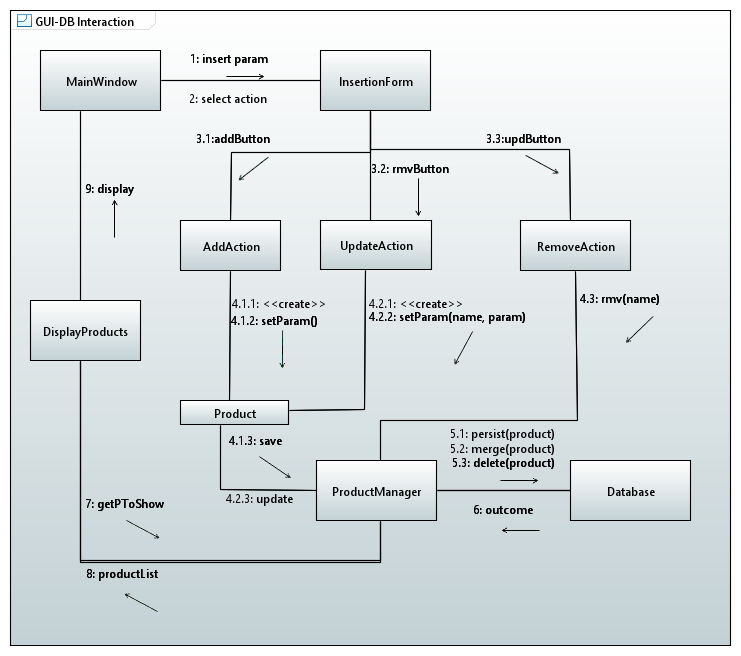 GUI-DB Interaction
1: insert param
MainWindow
InsertionForm
2: select action
3.1:addButton
3.3:updButton
3.2: rmvButton
9: display
AddAction
UpdateAction
RemoveAction
4.1.1: <<create>>
4.2.1: <<create>>
4.3: rmv(name)
4.1.2: setParam()
4.2.2: setParam(name, param)
DisplayProducts
Product
4.1.3: save
5.1: persist(product)
5.2: merge(product)
5.3: delete(product)
ProductManager
Database
4.2.3: update
7: getPToShow
6: outcome
8: productList